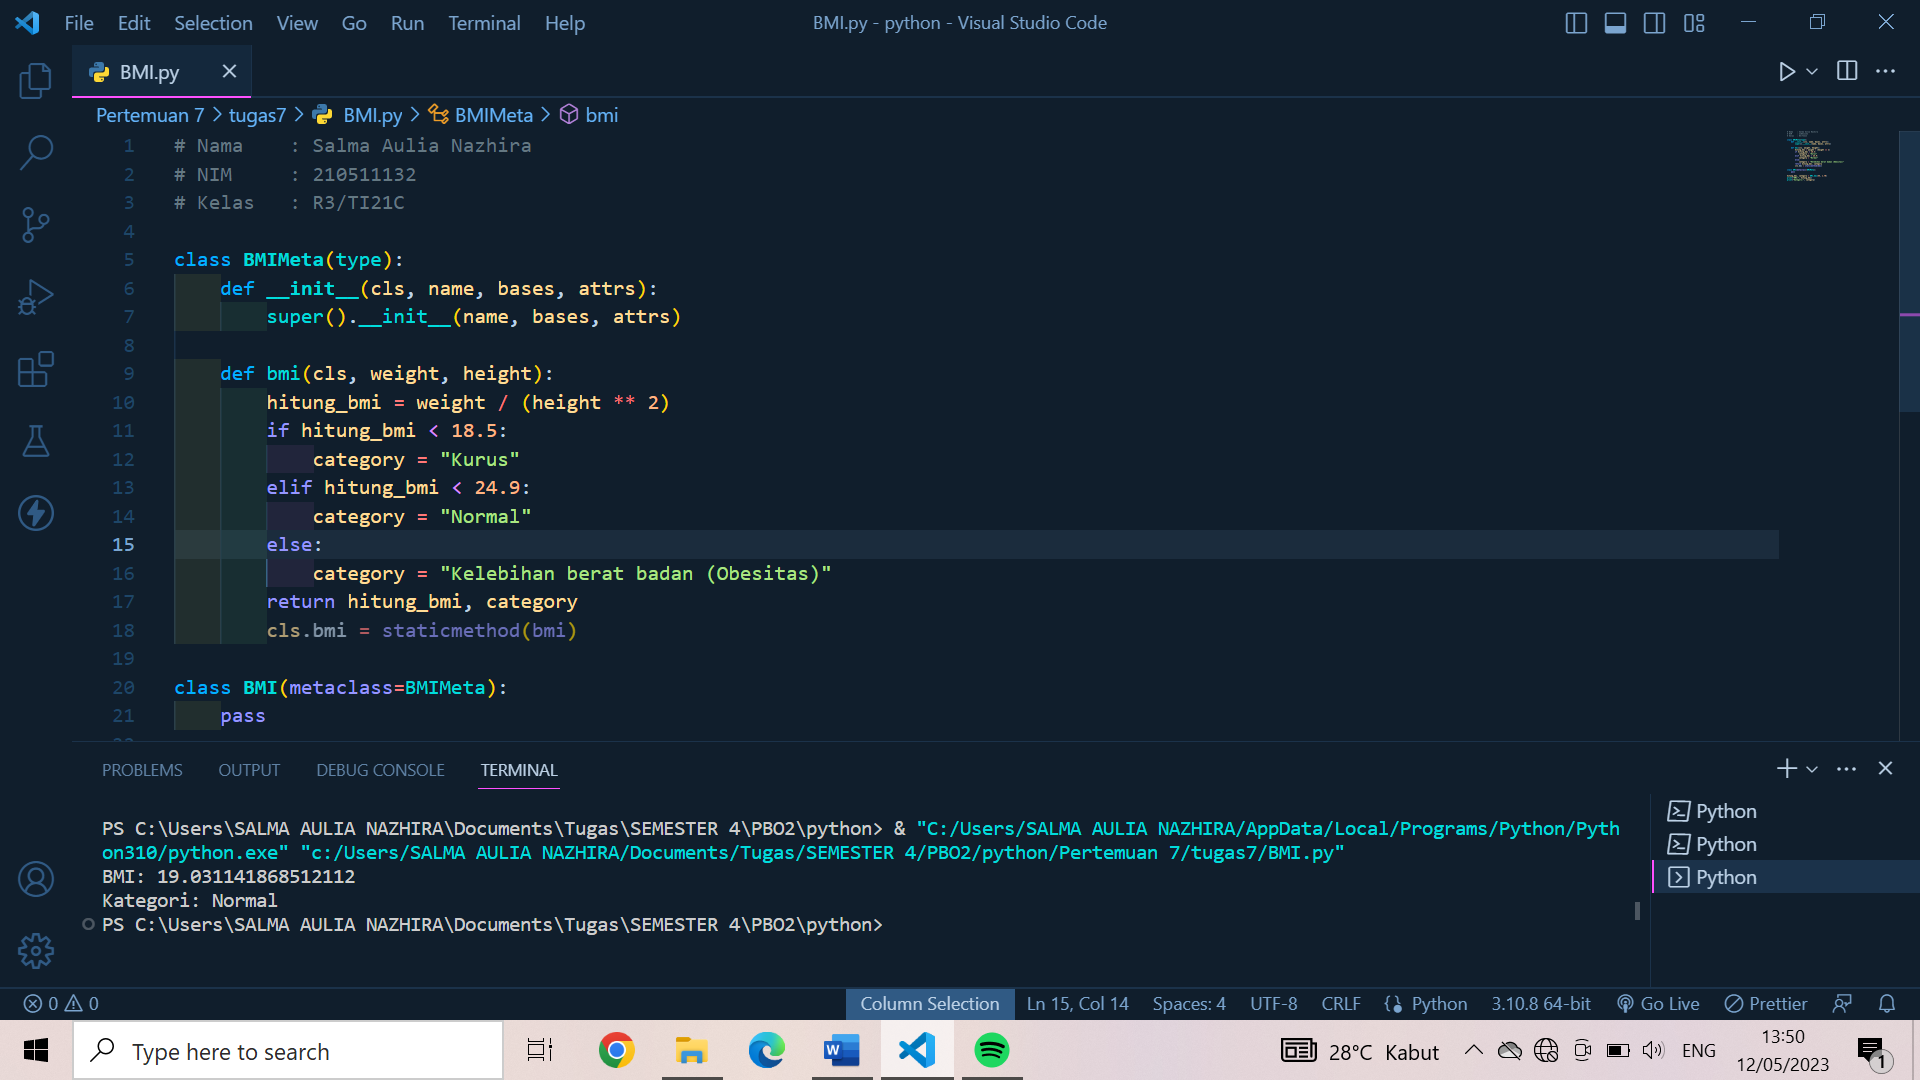 File Edit Selection View Go Run Terminal Help
BMI.py - python - Visual Studio Code
BMI.py
Pertemuan 7 > tugas7 > BMI.py > BMIMeta > bmi
1 # Nama    : Salma Aulia Nazhira
2 # NIM     : 210511132
3 # Kelas   : R3/TI21C
4
5 class BMIMeta(type):
6     def __init__(cls, name, bases, attrs):
7         super().__init__(name, bases, attrs)
8
9     def bmi(cls, weight, height):
10         hitung_bmi = weight / (height ** 2)
11         if hitung_bmi < 18.5:
12             category = "Kurus"
13         elif hitung_bmi < 24.9:
14             category = "Normal"
15         else:
16             category = "Kelebihan berat badan (Obesitas)"
17         return hitung_bmi, category
18         cls.bmi = staticmethod(bmi)
19
20 class BMI(metaclass=BMIMeta):
21     pass
PROBLEMS OUTPUT DEBUG CONSOLE TERMINAL
PS C:\Users\SALMA AULIA NAZHIRA\Documents\Tugas\SEMESTER 4\PBO2\python> & "C:/Users/SALMA AULIA NAZHIRA/AppData/Local/Programs/Python/Pyth
on310/python.exe" "c:/Users/SALMA AULIA NAZHIRA/Documents/Tugas/SEMESTER 4/PBO2/python/Pertemuan 7/tugas7/BMI.py"
BMI: 19.031141868512112
Kategori: Normal
PS C:\Users\SALMA AULIA NAZHIRA\Documents\Tugas\SEMESTER 4\PBO2\python>
Python
Python
Python
0 0 Column Selection Ln 15, Col 14 Spaces: 4 UTF-8 CRLF Python 3.10.8 64-bit Go Live Prettier
Type here to search
28°C Kabut ENG
13:50
12/05/2023
1